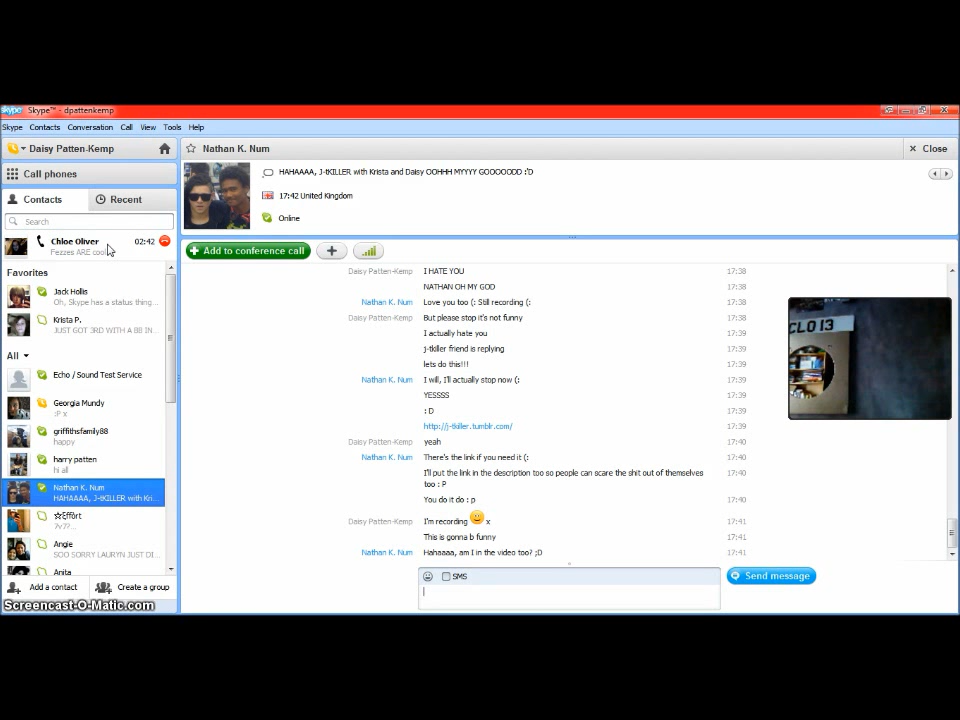 Skype™ - dpattenkemp
Skype Contacts Conversation Call View Tools Help
Daisy Patten-Kemp
Call phones
Contacts Recent
Search
Chloe Oliver 02:42
Fezzes ARE cool
Favorites
Jack Hollis
Oh, Skype has a status thing...
Krista P.
JUST GOT 3RD WITH A 88 IN...
All
Echo / Sound Test Service
Georgia Mundy
:P x
griffithsfamily88
happy
harry patten
hi all
Nathan K. Num
HAHAAAA, J-tKILLER with Kri...
☆ξffört
7v7?...
Angie
SOO SORRY LAURYN JUST DI...
Anita
Add a contact Create a group
Screencast-O-Matic.com
Nathan K. Num Close
HAHAAAA, J-tKILLER with Krista and Daisy OOHHH MYYYY GOOOOODD :'D
17:42 United Kingdom
Online
Add to conference call
Daisy Patten-Kemp I HATE YOU 17:38
NATHAN OH MY GOD 17:38
Nathan K. Num Love you too (: Still recording (: 17:38
Daisy Patten-Kemp But please stop it's not funny 17:38
I actually hate you 17:39
j-tkller friend is replying 17:39
lets do this!!! 17:39
Nathan K. Num I will, I'll actually stop now (: 17:39
YESSSS 17:39
: D 17:39
http://j-tkiller.tumblr.com/ 17:39
Daisy Patten-Kemp yeah 17:40
Nathan K. Num There's the link if you need it (: 17:40
I'll put the link in the description too so people can scare the shit out of themselves 17:40
too : P
You do it do : p 17:40
Daisy Patten-Kemp I'm recording x 17:41
This is gonna b funny 17:41
Nathan K. Num Hahaaaa, am I in the video too? ;D 17:41
SMS
Send message
CLO 13